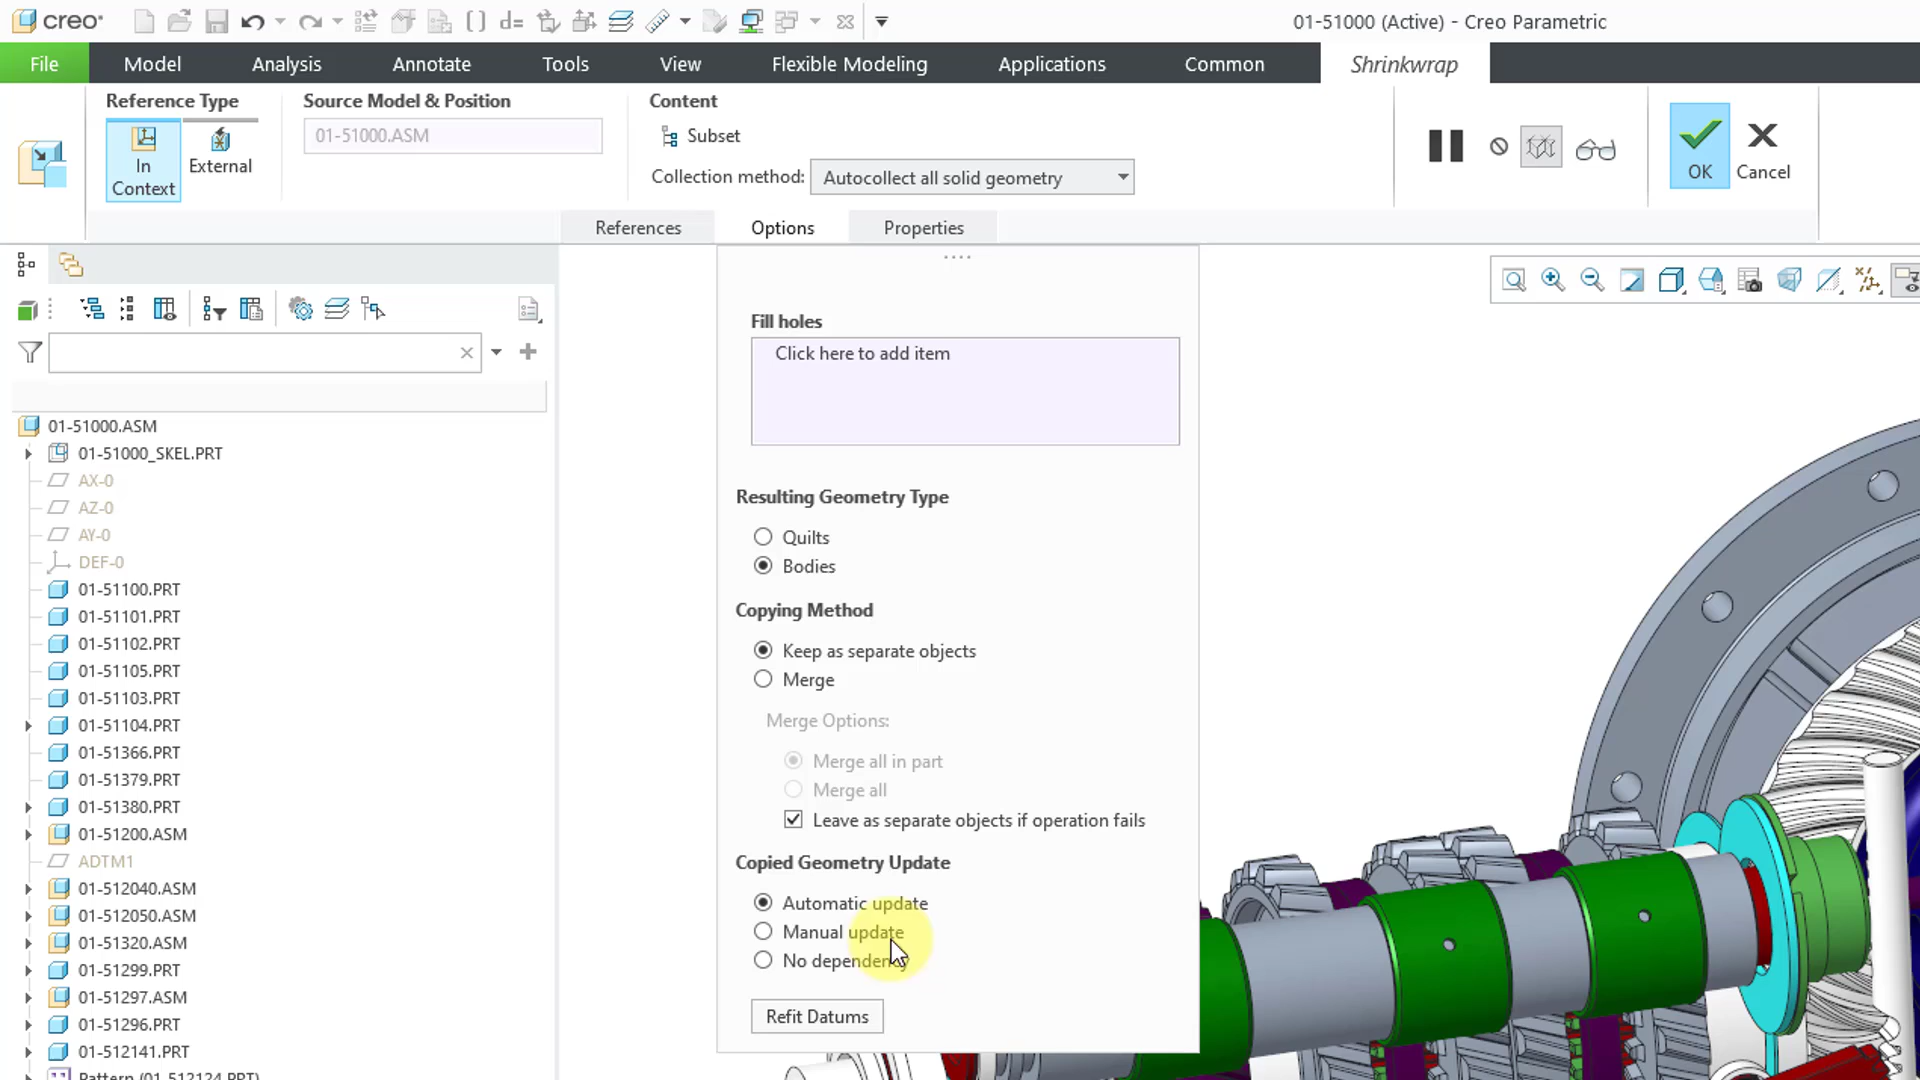 creo
d=
01-51000 (Active) - Creo Parametric
File
Model
Analysis
Annotate
Tools
View
Flexible Modeling
Applications
Common
Shrinkwrap
Reference Type
In Context
External
Source Model & Position
01-51000.ASM
Content
Subset
Collection method:
Autocollect all solid geometry
OK
Cancel
References
Options
Properties
01-51000.ASM
01-51000_SKEL.PRT
AX-0
AZ-0
AY-0
DEF-0
01-51100.PRT
01-51101.PRT
01-51102.PRT
01-51105.PRT
01-51103.PRT
01-51104.PRT
01-51366.PRT
01-51379.PRT
01-51380.PRT
01-51200.ASM
ADTM1
01-512040.ASM
01-512050.ASM
01-51320.ASM
01-51299.PRT
01-51297.ASM
01-51296.PRT
01-512141.PRT
Pattern (01-512124.PRT)
Fill holes
Click here to add item
Resulting Geometry Type
Quilts
Bodies
Copying Method
Keep as separate objects
Merge
Merge Options:
Merge all in part
Merge all
Leave as separate objects if operation fails
Copied Geometry Update
Automatic update
Manual update
No dependency
Refit Datums